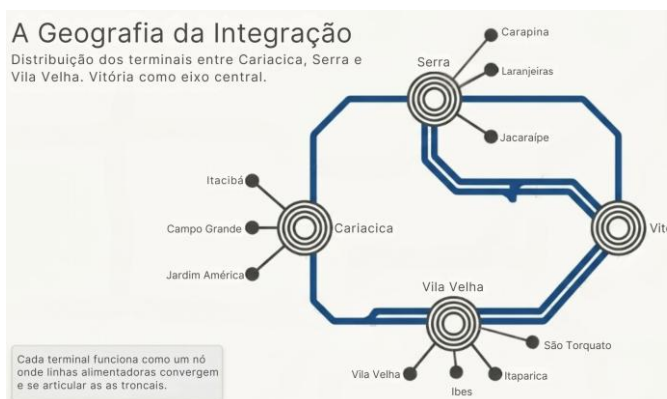 A Geografia da Integração
Distribuição dos terminais entre Cariacica, Serra e
Vila Velha. Vitória como eixo central.
Carapina
Serra
Laranjeiras
Jacaraípe
Itacibá
Campo Grande
Cariacica
Vitó
Jardim América
Vila Velha
São Torquato
Vila Velha
Itaparica
Ibes
Cada terminal funciona como um nó
onde linhas alimentadoras convergem
e se articular as as troncais.